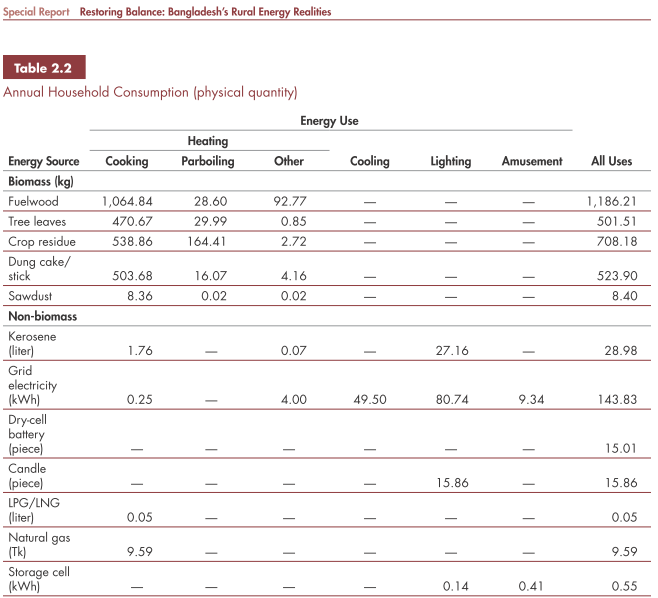 Special Report Restoring Balance: Bangladesh's Rural Energy Realities
Table 2.2
Annual Household Consumption (physical quantity)
Energy Use
Heating
Energy Source Cooking Parboiling Other Cooling Lighting Amusement All Uses
Biomass (kg)
Fuelwood 1,064.84 28.60 92.77 — — — 1,186.21
Tree leaves 470.67 29.99 0.85 — — — 501.51
Crop residue 538.86 164.41 2.72 — — — 708.18
Dung cake/
stick 503.68 16.07 4.16 — — — 523.90
Sawdust 8.36 0.02 0.02 — — — 8.40
Non-biomass
Kerosene
(liter) 1.76 — 0.07 — 27.16 — 28.98
Grid
electricity
(kWh) 0.25 — 4.00 49.50 80.74 9.34 143.83
Dry-cell
battery
(piece) — — — — — — 15.01
Candle
(piece) — — — — 15.86 — 15.86
LPG/LNG
(liter) 0.05 — — — — — 0.05
Natural gas
(Tk) 9.59 — — — — — 9.59
Storage cell
(kWh) — — — — 0.14 0.41 0.55